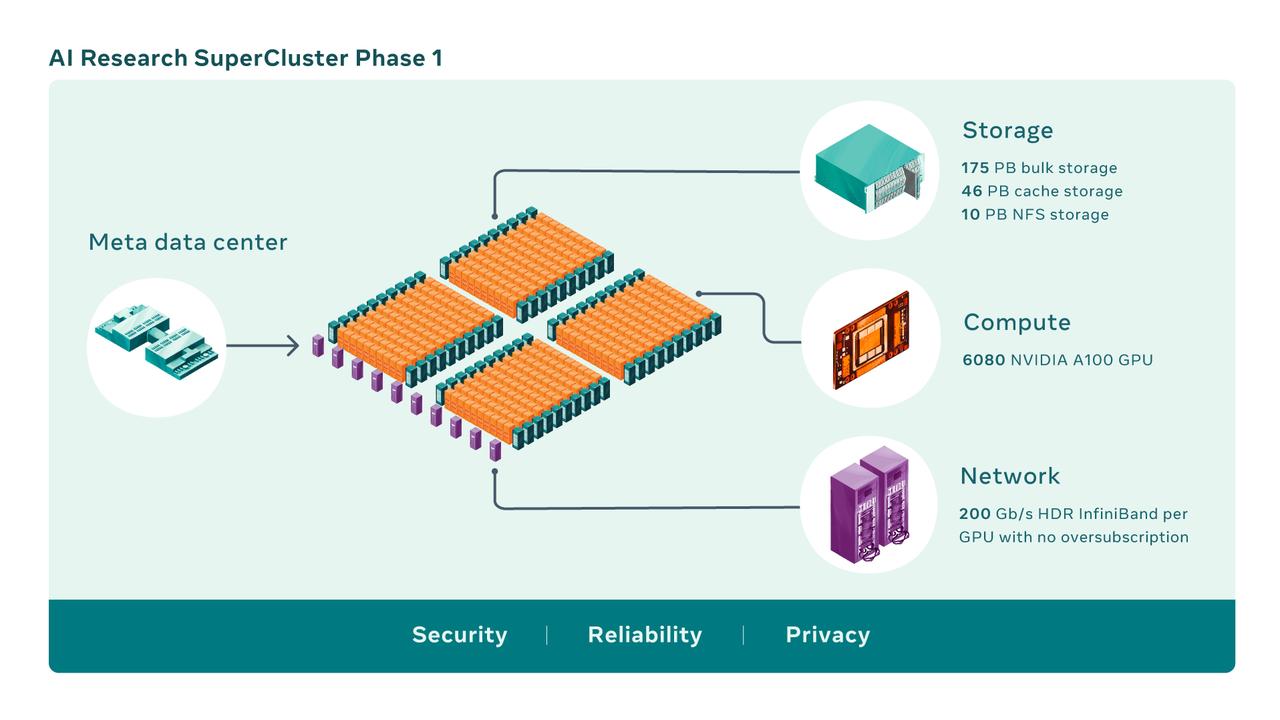 AI Research SuperCluster Phase 1
Meta data center
Storage
175 PB bulk storage
46 PB cache storage
10 PB NFS storage
Compute
6080 NVIDIA A100 GPU
Network
200 Gb/s HDR InfiniBand per
GPU with no oversubscription
Security | Reliability | Privacy